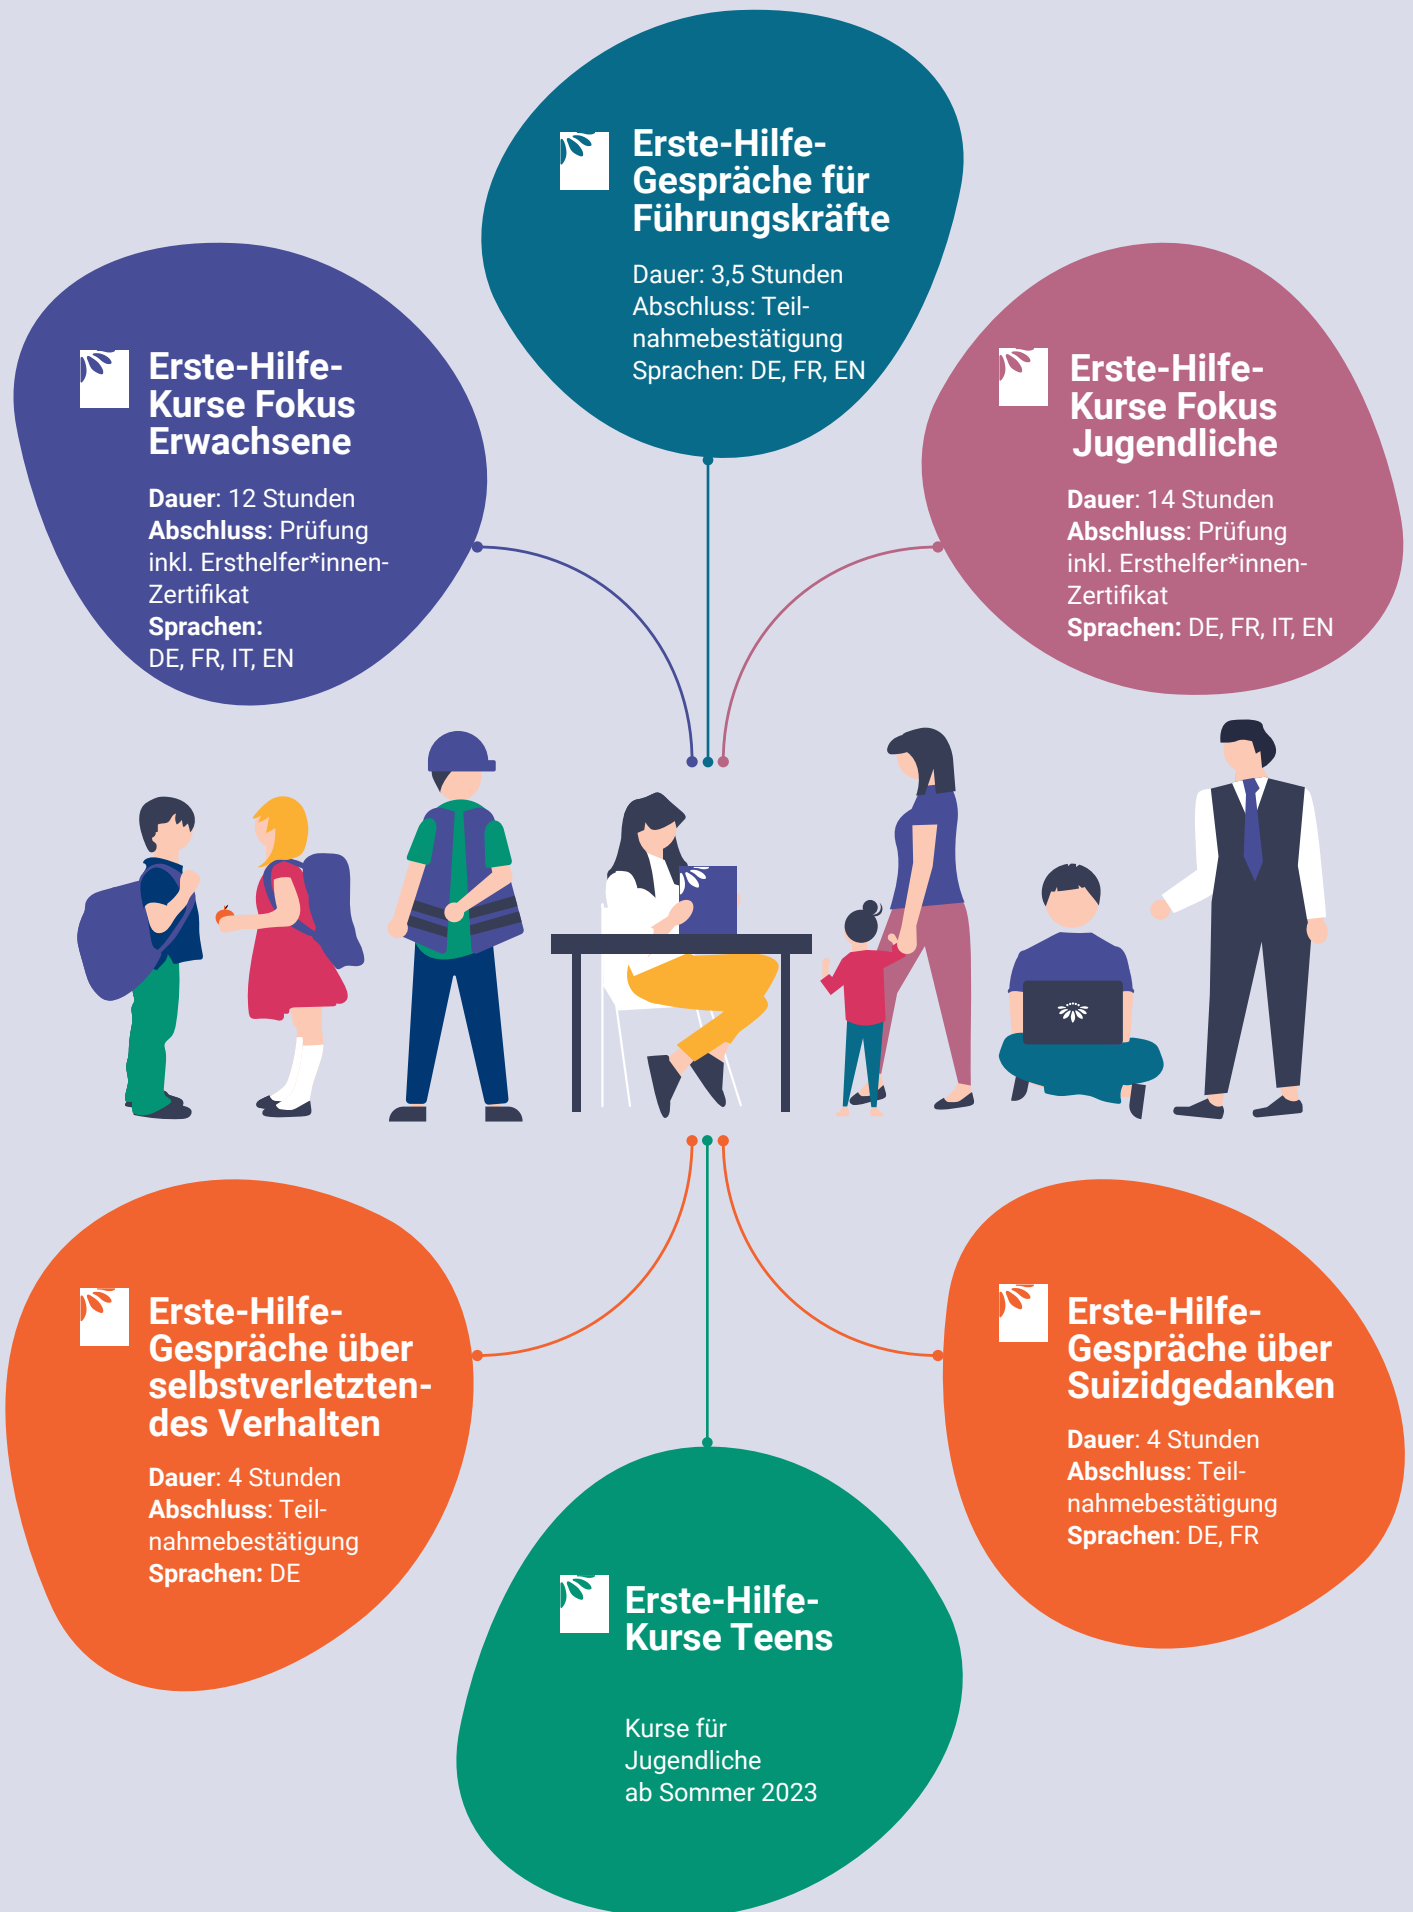 Erste-Hilfe-
Gespräche für
Führungskräfte
Dauer: 3,5 Stunden
Abschluss: Teil-
nahmebestätigung
Sprachen: DE, FR, EN
Erste-Hilfe-
Kurse Fokus
Erwachsene
Dauer: 12 Stunden
Abschluss: Prüfung
inkl. Ersthelfer*innen-
Zertifikat
Sprachen:
DE, FR, IT, EN
Erste-Hilfe-
Kurse Fokus
Jugendliche
Dauer: 14 Stunden
Abschluss: Prüfung
inkl. Ersthelfer*innen-
Zertifikat
Sprachen: DE, FR, IT, EN
Erste-Hilfe-
Gespräche über
selbstverletzten-
des Verhalten
Dauer: 4 Stunden
Abschluss: Teil-
nahmebestätigung
Sprachen: DE
Erste-Hilfe-
Gespräche über
Suizidgedanken
Dauer: 4 Stunden
Abschluss: Teil-
nahmebestätigung
Sprachen: DE, FR
Erste-Hilfe-
Kurse Teens
Kurse für
Jugendliche
ab Sommer 2023